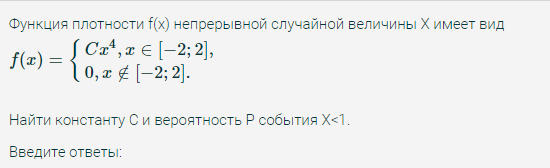 Функция плотности f(x) непрерывной случайной величины X имеет вид
f(x) = { Cx⁴, x ∈ [−2; 2],
0, x ∉ [−2; 2].
Найти константу C и вероятность P события X<1.
Введите ответы: